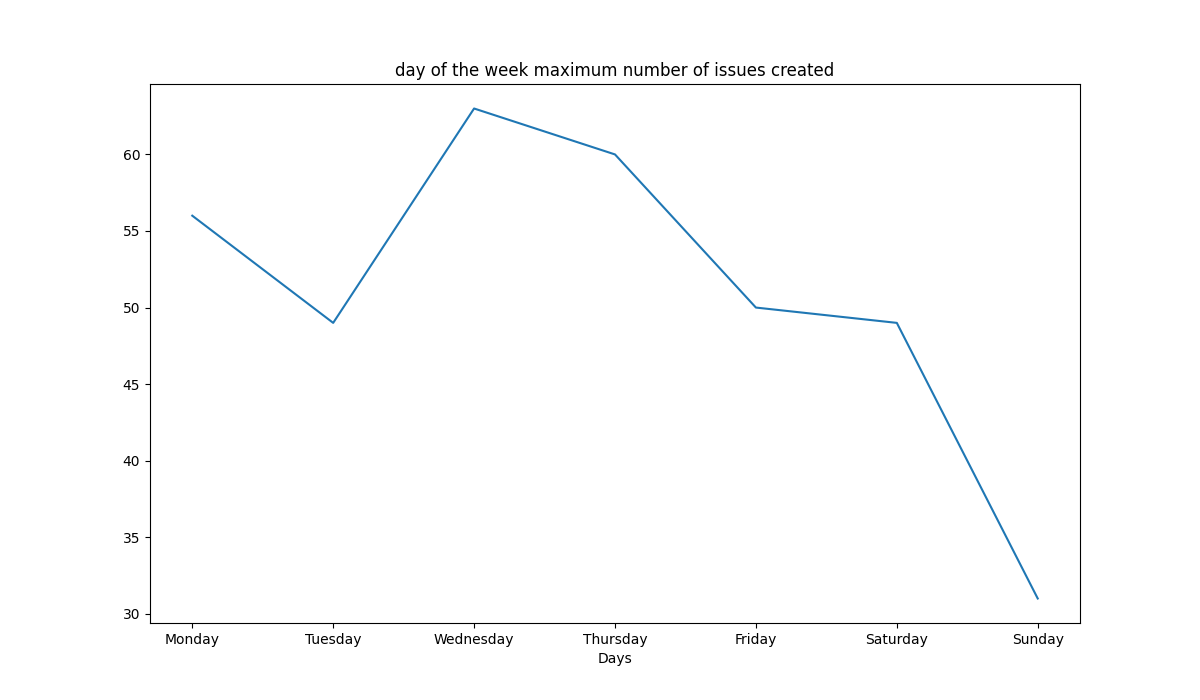 day of the week maximum number of issues created
60
55
50
45
40
35
30
Monday Tuesday Wednesday Thursday Friday Saturday Sunday
Days